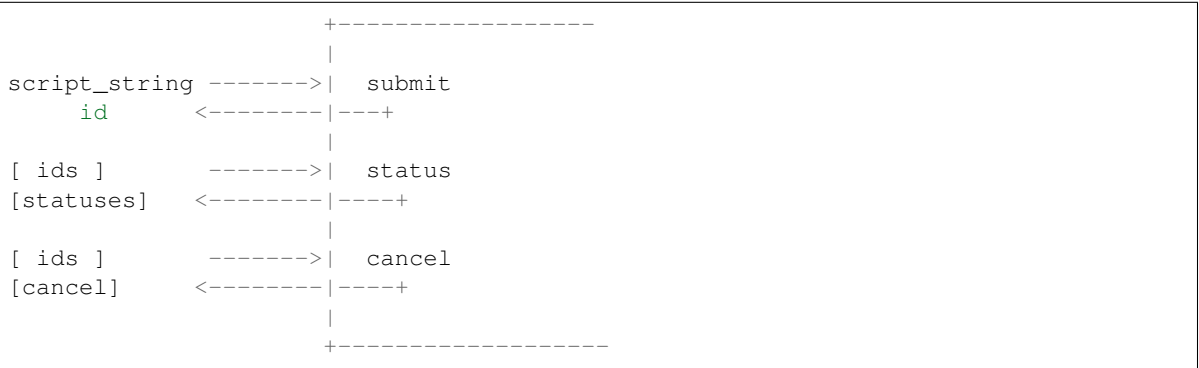 +------------------
                      |
script_string ------->|  submit
     id      <--------|---+
                      |
[ ids ]       ------->|  status
[statuses]   <--------|----+
                      |
[ ids ]       ------->|  cancel
[cancel]     <--------|----+
                      |
                      +-------------------